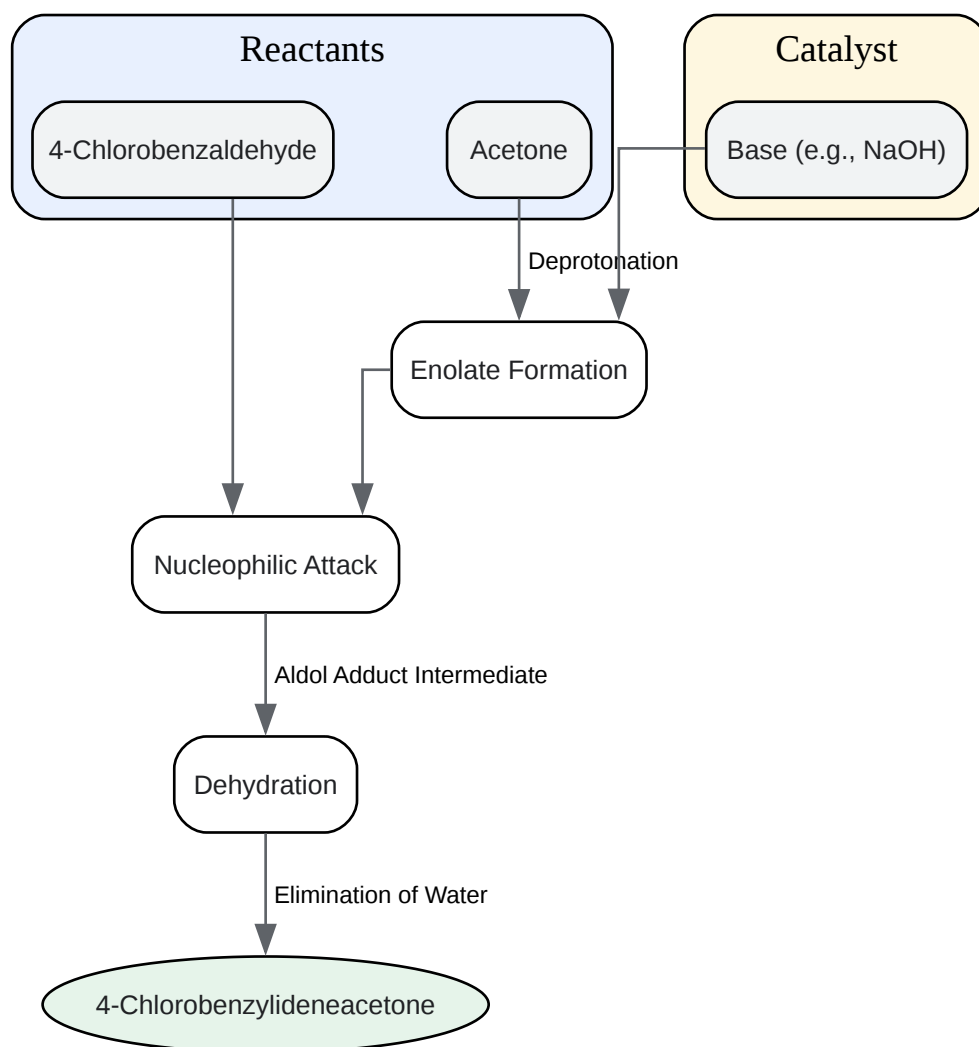 Reactants
Catalyst
4-Chlorobenzaldehyde
Acetone
Base (e.g., NaOH)
Deprotonation
Enolate Formation
Nucleophilic Attack
Aldol Adduct Intermediate
Dehydration
Elimination of Water
4-Chlorobenzylideneacetone